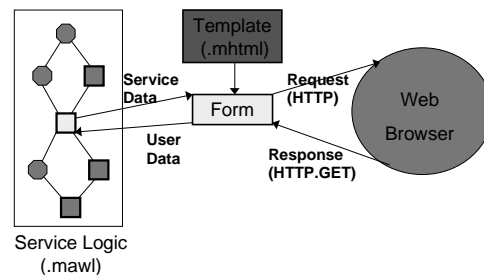 Template
(.mhtml)
Service
Data
Request
(HTTP)
Form
Web
Browser
User
Data
Response
(HTTP.GET)
Service Logic
(.mawl)